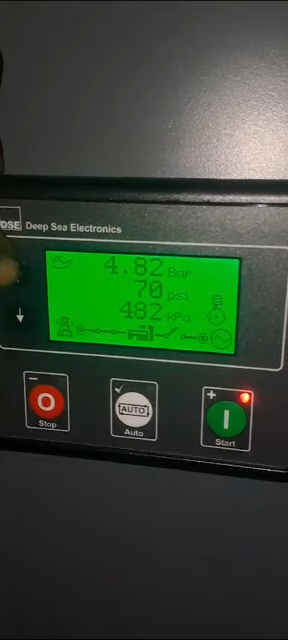 DSE Deep Sea Electronics
4.82 Bar
70 psi
482 kPa
O
I
AUTO
Stop
Auto
Start